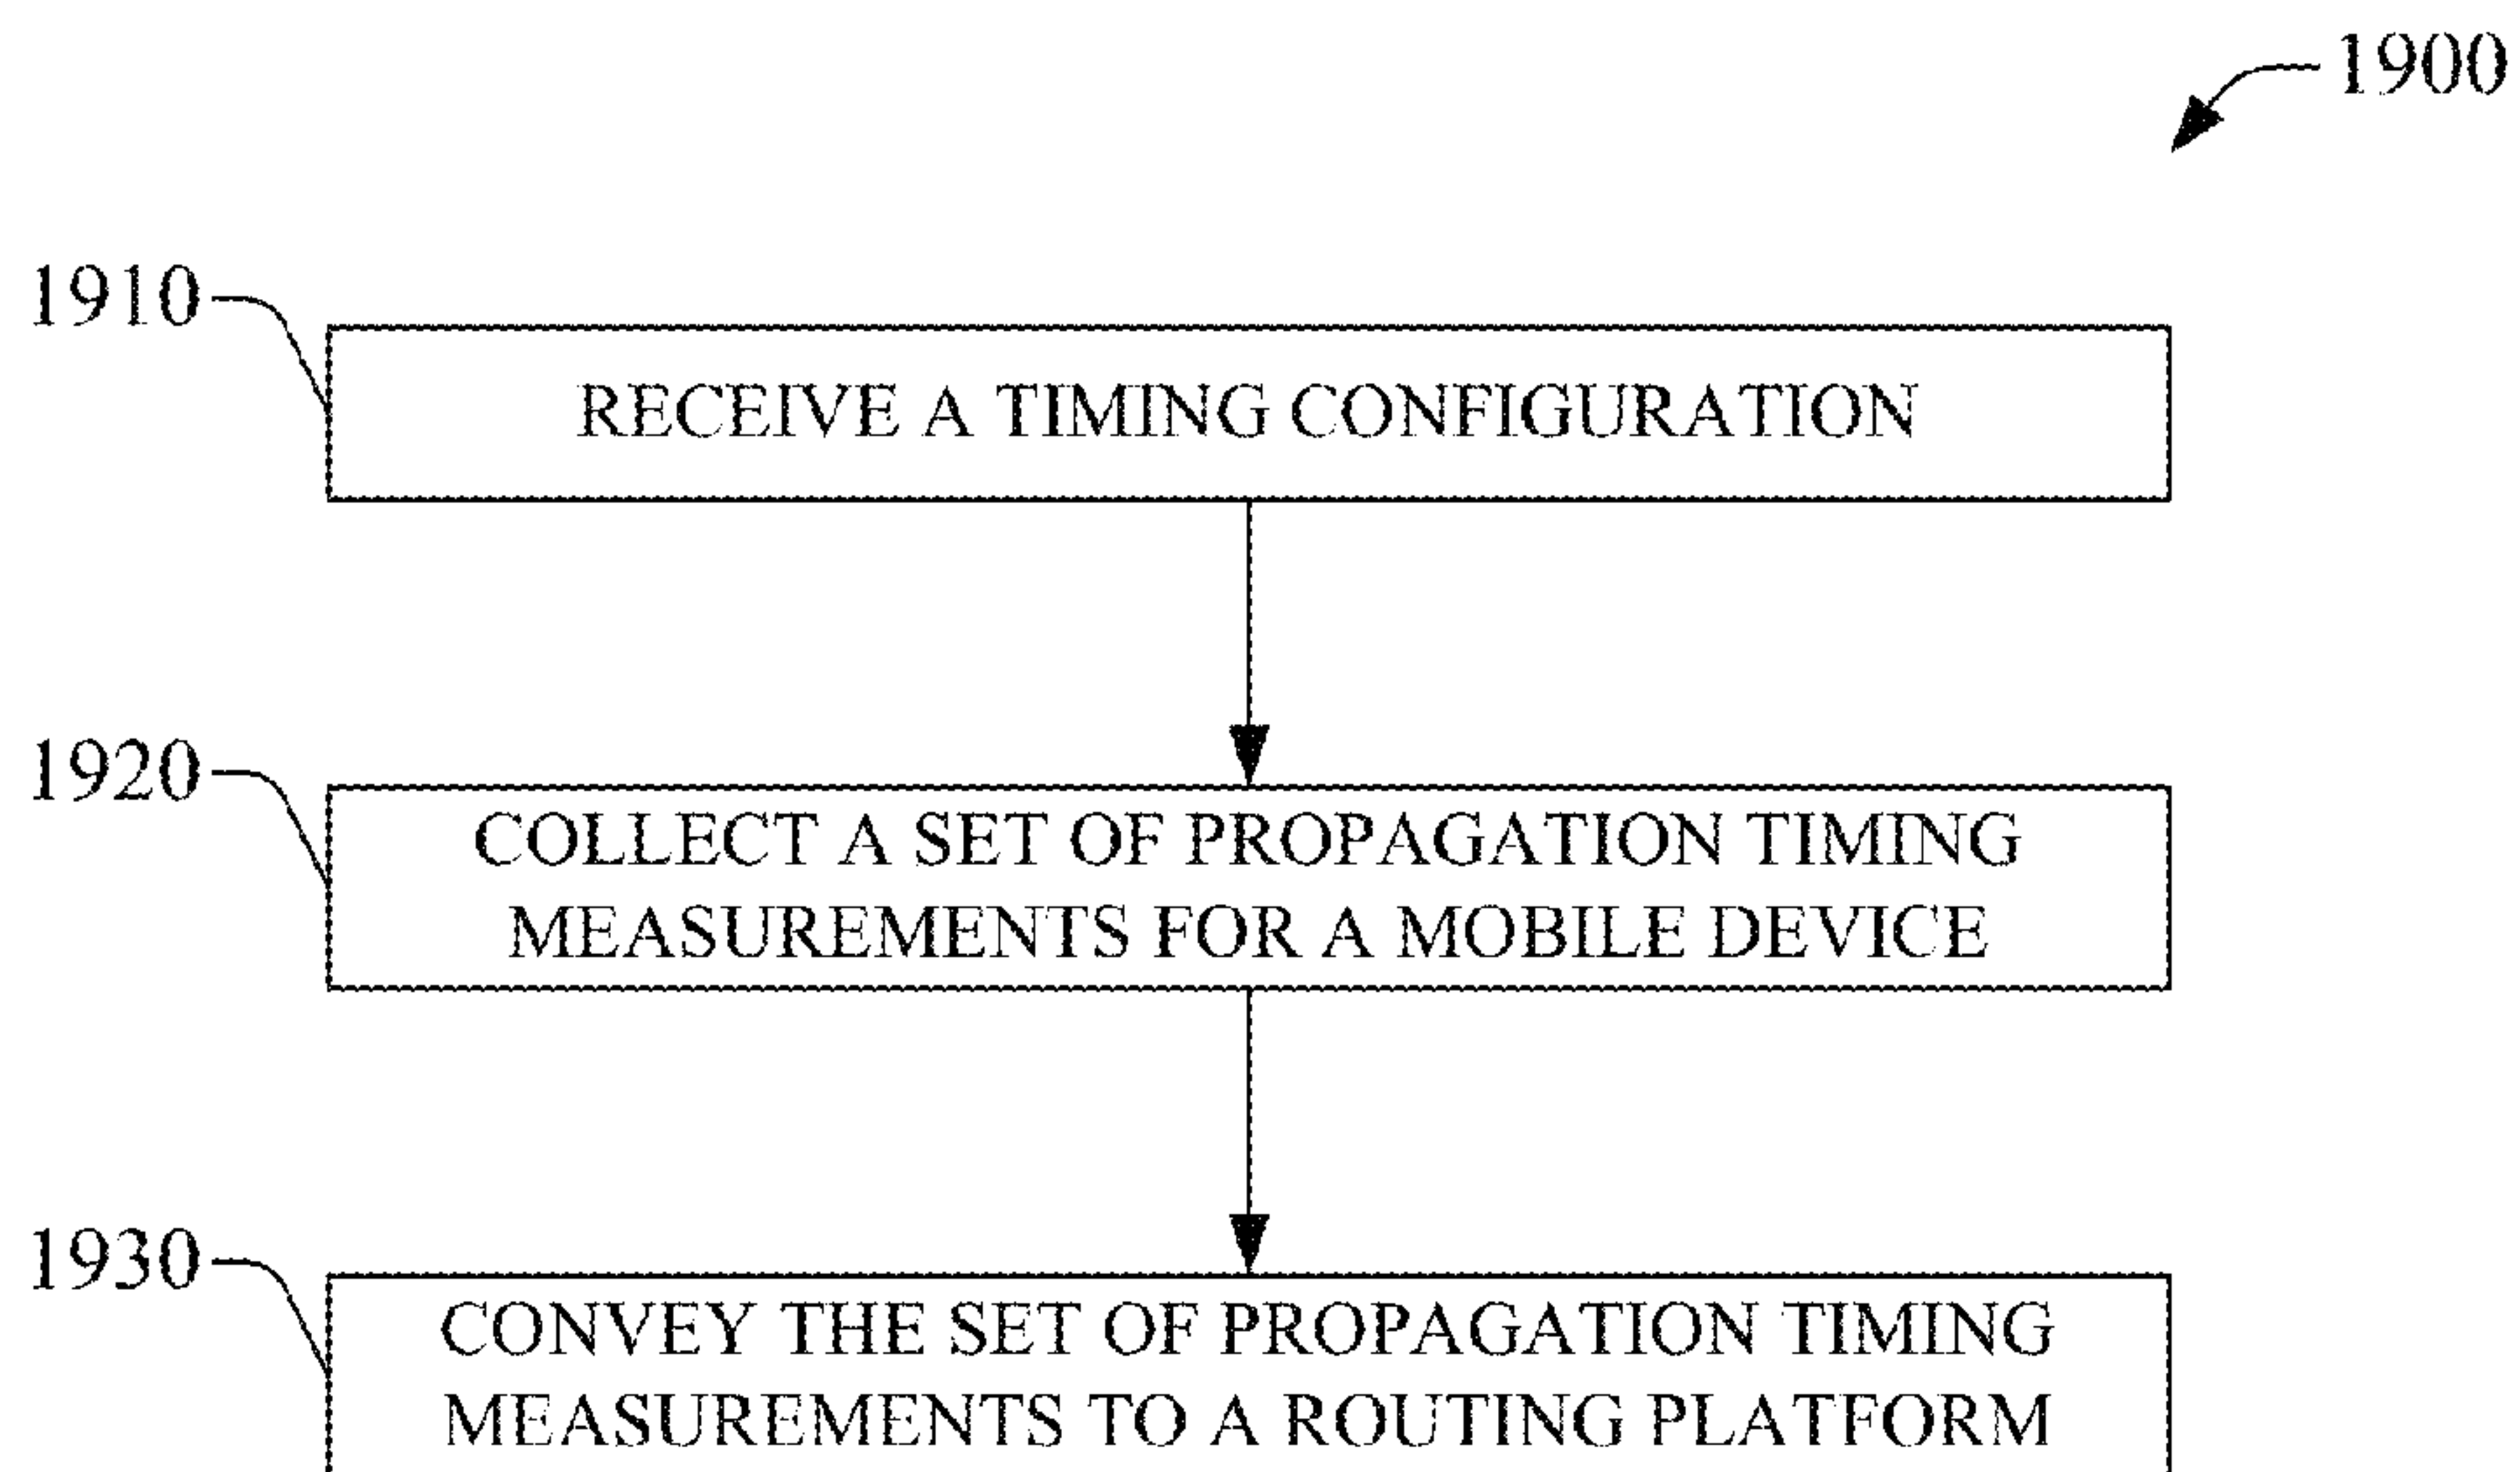 1900
1910
RECEIVE A TIMING CONFIGURATION
1920
COLLECT A SET OF PROPAGATION TIMING
MEASUREMENTS FOR A MOBILE DEVICE
1930
CONVEY THE SET OF PROPAGATION TIMING
MEASUREMENTS TO A ROUTING PLATFORM